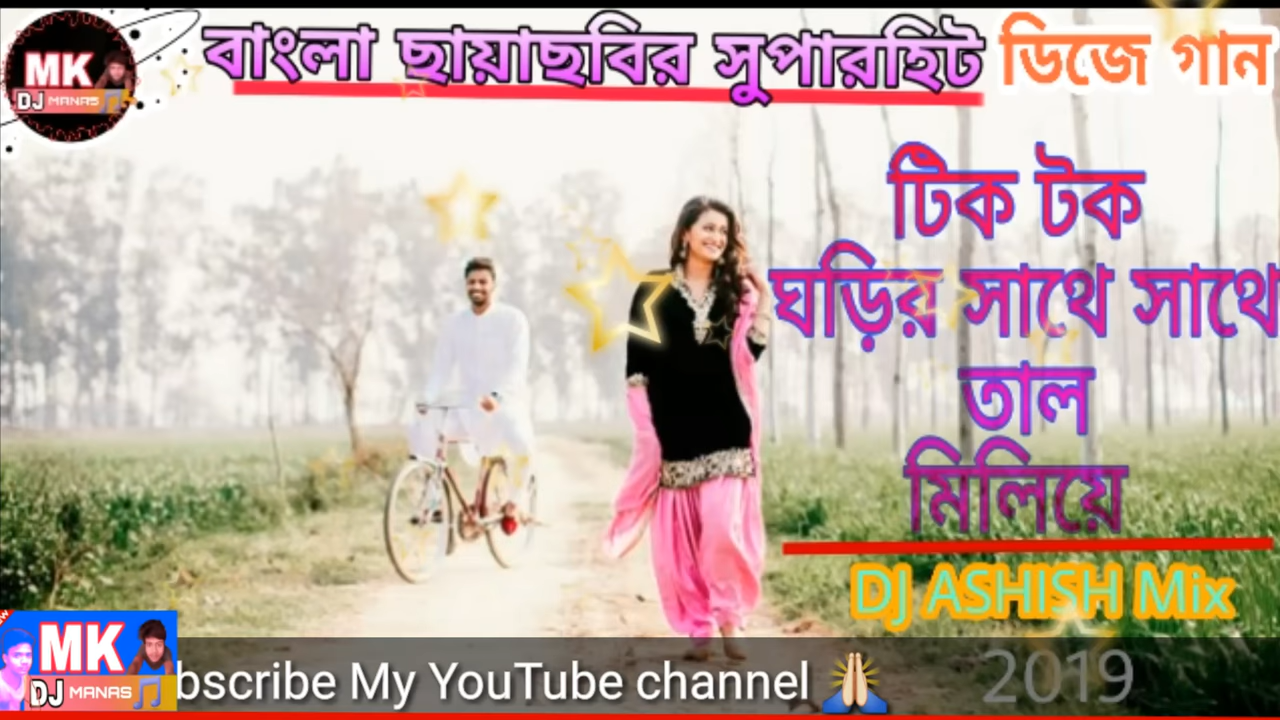 বাংলা ছায়াছবির সুপারহিট ডিজে গান
MK
DJ MANAS
টিক টক
ঘড়ির সাথে সাথে
তাল
মিলিয়ে
DJ ASHISH Mix
2019
MK
DJ MANAS
bscribe My YouTube channel 🙏